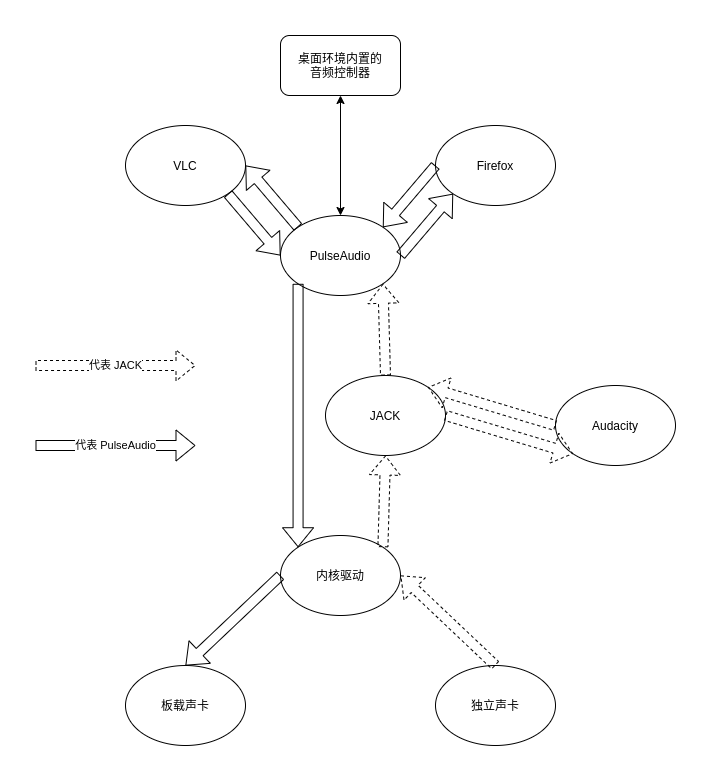 桌面环境内置的
音频控制器
VLC
Firefox
PulseAudio
代表 JACK
JACK
Audacity
代表 PulseAudio
内核驱动
板载声卡
独立声卡